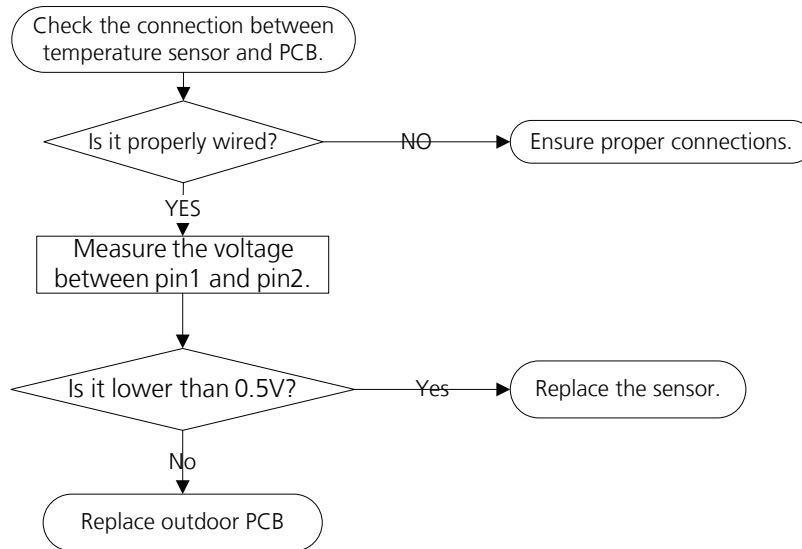 Check the connection between
temperature sensor and PCB.
Is it properly wired?
NO
Ensure proper connections.
YES
Measure the voltage
between pin1 and pin2.
Is it lower than 0.5V?
Yes
Replace the sensor.
No
Replace outdoor PCB